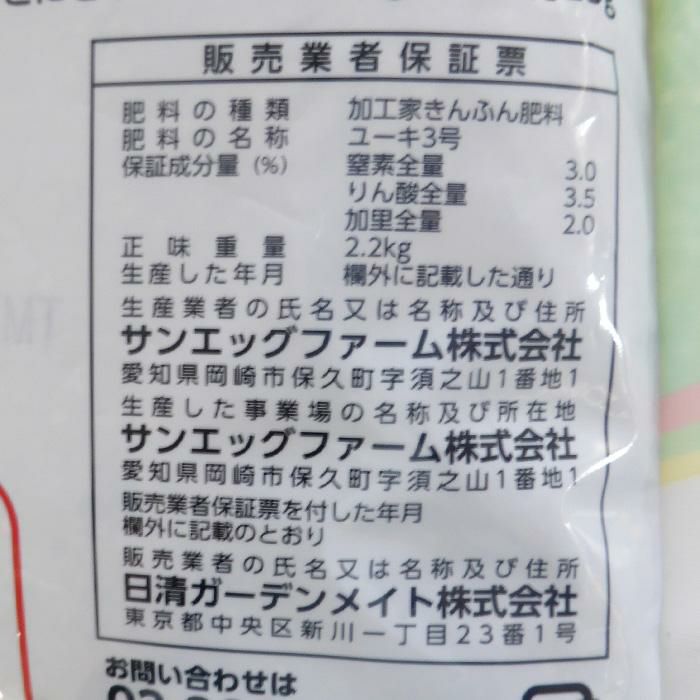 販売業者保証票
肥料の種類 加工家きんふん肥料
肥料の名称 ユーキ3号
保証成分量(%) 窒素全量 3.0
りん酸全量 3.5
加里全量 2.0
正味重量 2.2kg
生産した年月 欄外に記載した通り
生産業者の氏名又は名称及び住所
サンエッグファーム株式会社
愛知県岡崎市保久町字須之山1番地1
生産した事業場の名称及び所在地
サンエッグファーム株式会社
愛知県岡崎市保久町字須之山1番地1
販売業者保証票を付した年月
欄外に記載のとおり
販売業者の氏名又は名称及び住所
日清ガーデンメイト株式会社
東京都中央区新川一丁目23番1号
お問い合わせは